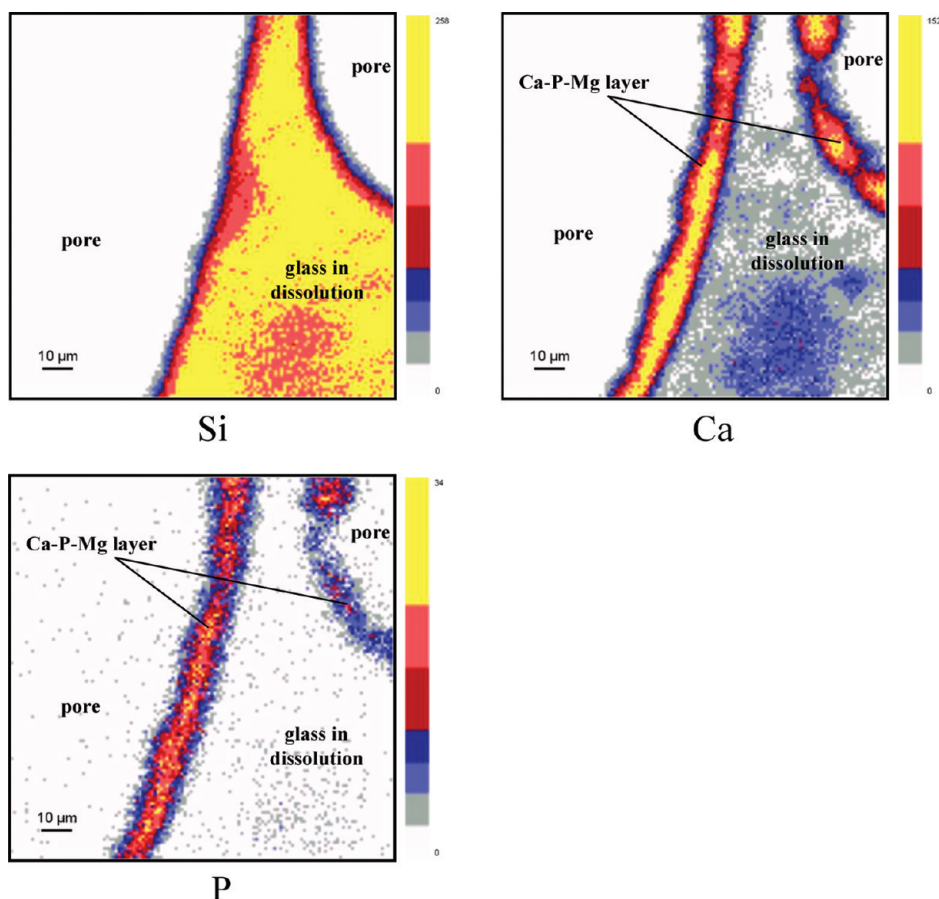 258
pore
pore
glass in
dissolution
10 µm
0
Si
152
pore
Ca-P-Mg layer
pore
glass in
dissolution
10 µm
0
Ca
34
pore
Ca-P-Mg layer
pore
glass in
dissolution
10 µm
0
P